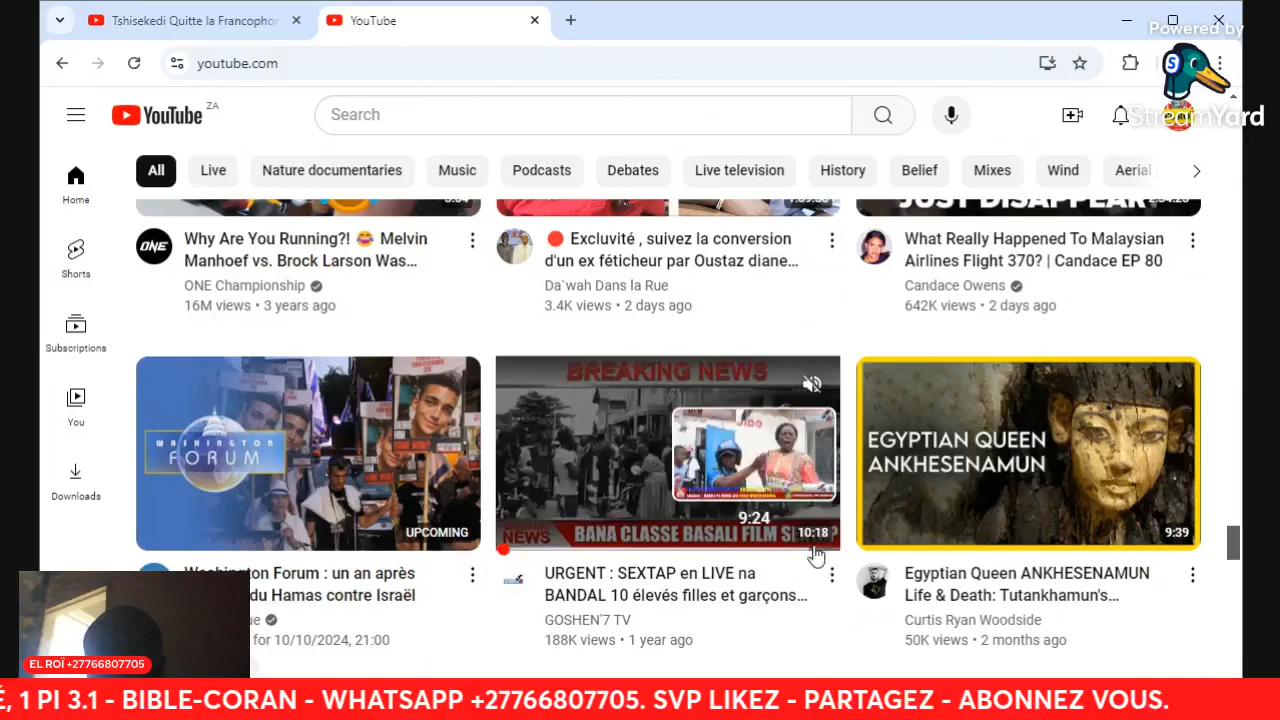 Tshisekedi Quitte la Francophor
YouTube
Powered by
youtube.com
StreamYard
YouTube ZA
Search
All
Live
Nature documentaries
Music
Podcasts
Debates
Live television
History
Belief
Mixes
Wind
Aerial
Home
Shorts
Subscriptions
You
Downloads
JUST DISAPPEAR
ONE
Why Are You Running?! 😂 Melvin
Manhoef vs. Brock Larson Was...
ONE Championship
16M views • 3 years ago
🔴 Excluvité , suivez la conversion
d'un ex féticheur par Oustaz diane...
Da`wah Dans la Rue
3.4K views • 2 days ago
What Really Happened To Malaysian
Airlines Flight 370? | Candace EP 80
Candace Owens
642K views • 2 days ago
WASHINGTON
FORUM
UPCOMING
BREAKING NEWS
9:24
10:18
NEWS
BANA CLASSE BASALI FILM
EGYPTIAN QUEEN
ANKHESENAMUN
9:39
Washington Forum : un an après
du Hamas contre Israël
for 10/10/2024, 21:00
URGENT : SEXTAP en LIVE na
BANDAL 10 élevés filles et garçons...
GOSHEN'7 TV
188K views • 1 year ago
Egyptian Queen ANKHESENAMUN
Life & Death: Tutankhamun's...
Curtis Ryan Woodside
50K views • 2 months ago
EL ROÏ +27766807705
É, 1 PI 3.1 - BIBLE-CORAN - WHATSAPP +27766807705. SVP LIKEZ - PARTAGEZ - ABONNEZ VOUS.